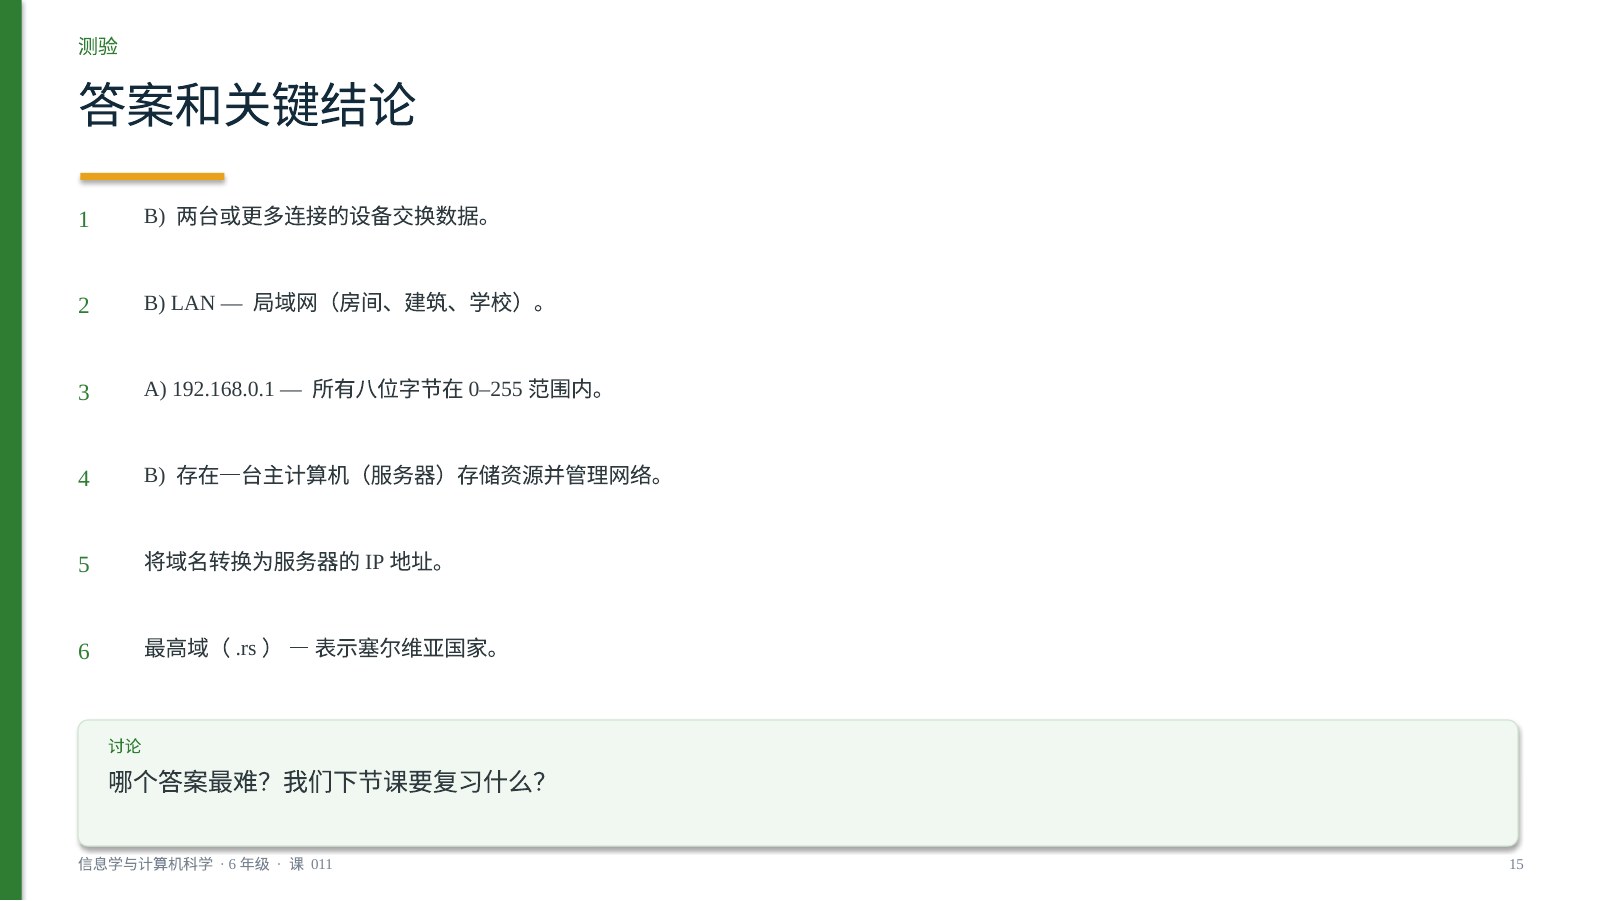 测验
答案和关键结论
1 B) 两台或更多连接的设备交换数据。
2 B) LAN — 局域网（房间、建筑、学校）。
3 A) 192.168.0.1 — 所有八位字节在 0–255 范围内。
4 B) 存在一台主计算机（服务器）存储资源并管理网络。
5 将域名转换为服务器的 IP 地址。
6 最高域（ .rs ） — 表示塞尔维亚国家。
讨论
哪个答案最难？我们下节课要复习什么？
信息学与计算机科学 · 6 年级 · 课 011
15